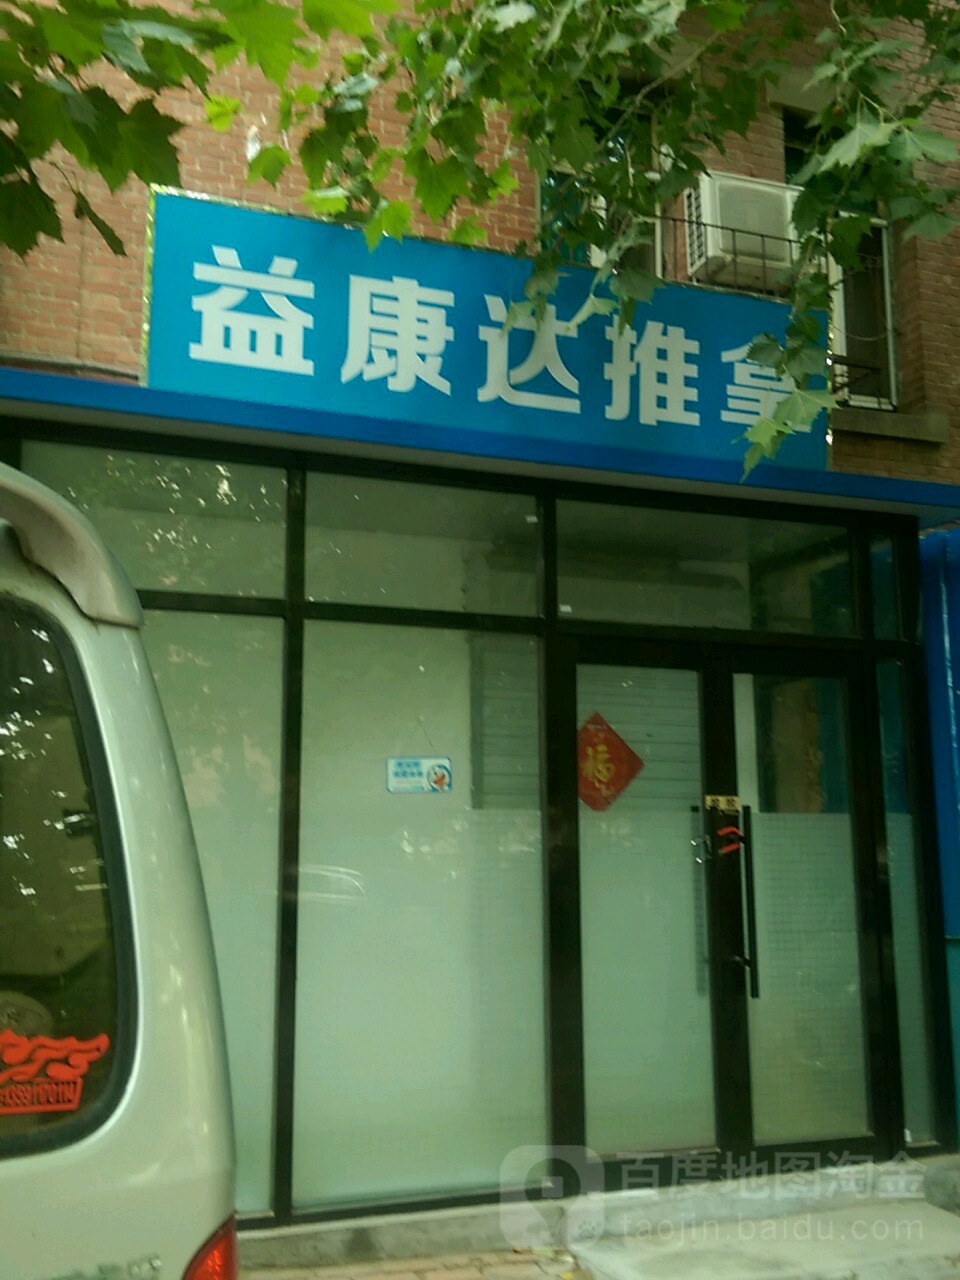 益康达推拿
福
百度地图淘金
taojin.baidu.com